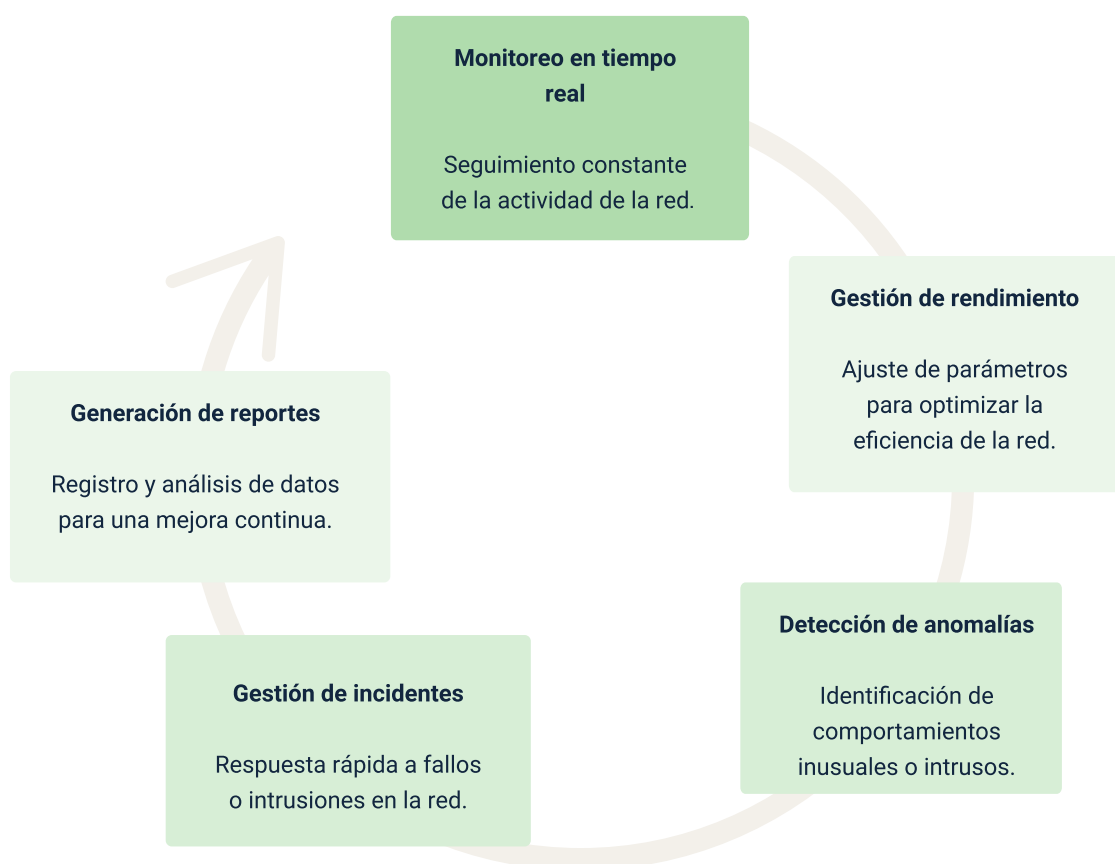 Monitoreo en tiempo
real
Seguimiento constante
de la actividad de la red.
Gestión de rendimiento
Ajuste de parámetros
para optimizar la
eficiencia de la red.
Detección de anomalías
Identificación de
comportamientos
inusuales o intrusos.
Gestión de incidentes
Respuesta rápida a fallos
o intrusiones en la red.
Generación de reportes
Registro y análisis de datos
para una mejora continua.